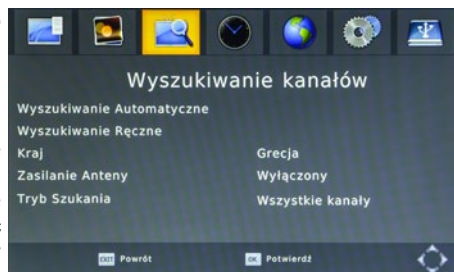 Wyszukiwanie kanałów
Wyszukiwanie Automatyczne
Wyszukiwanie Ręczne
Kraj Grecja
Zasilanie Anteny Wyłączony
Tryb Szukania Wszystkie kanały
EXIT Powrót OK Potwierdź